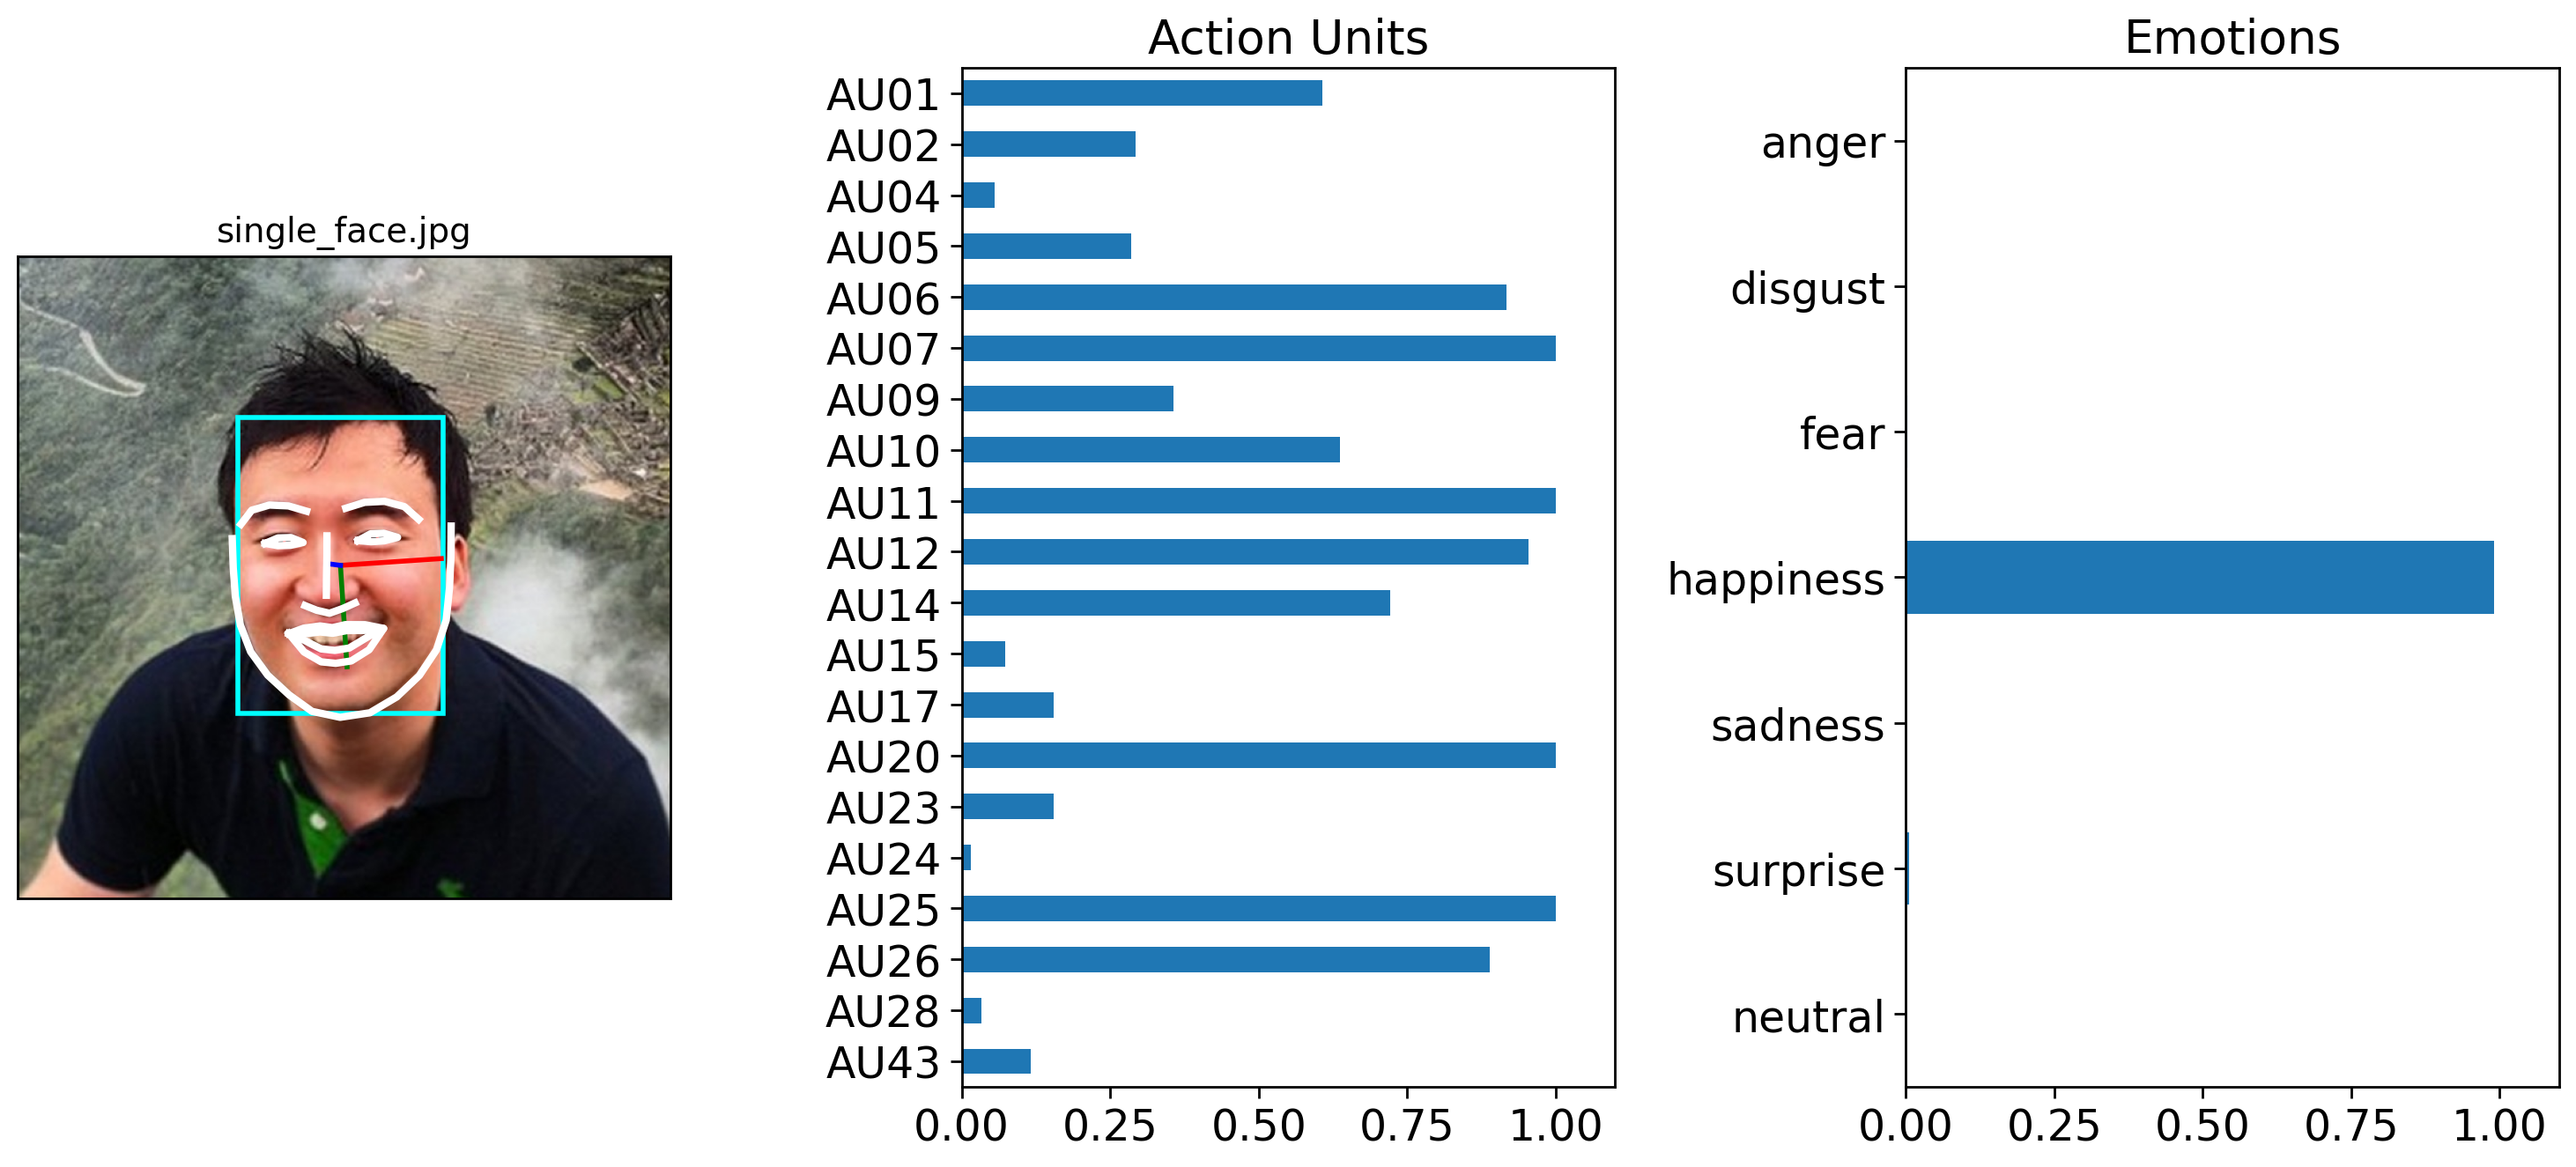 single_face.jpg
Action Units
AU01
AU02
AU04
AU05
AU06
AU07
AU09
AU10
AU11
AU12
AU14
AU15
AU17
AU20
AU23
AU24
AU25
AU26
AU28
AU43
0.00 0.25 0.50 0.75 1.00
Emotions
anger
disgust
fear
happiness
sadness
surprise
neutral
0.00 0.25 0.50 0.75 1.00